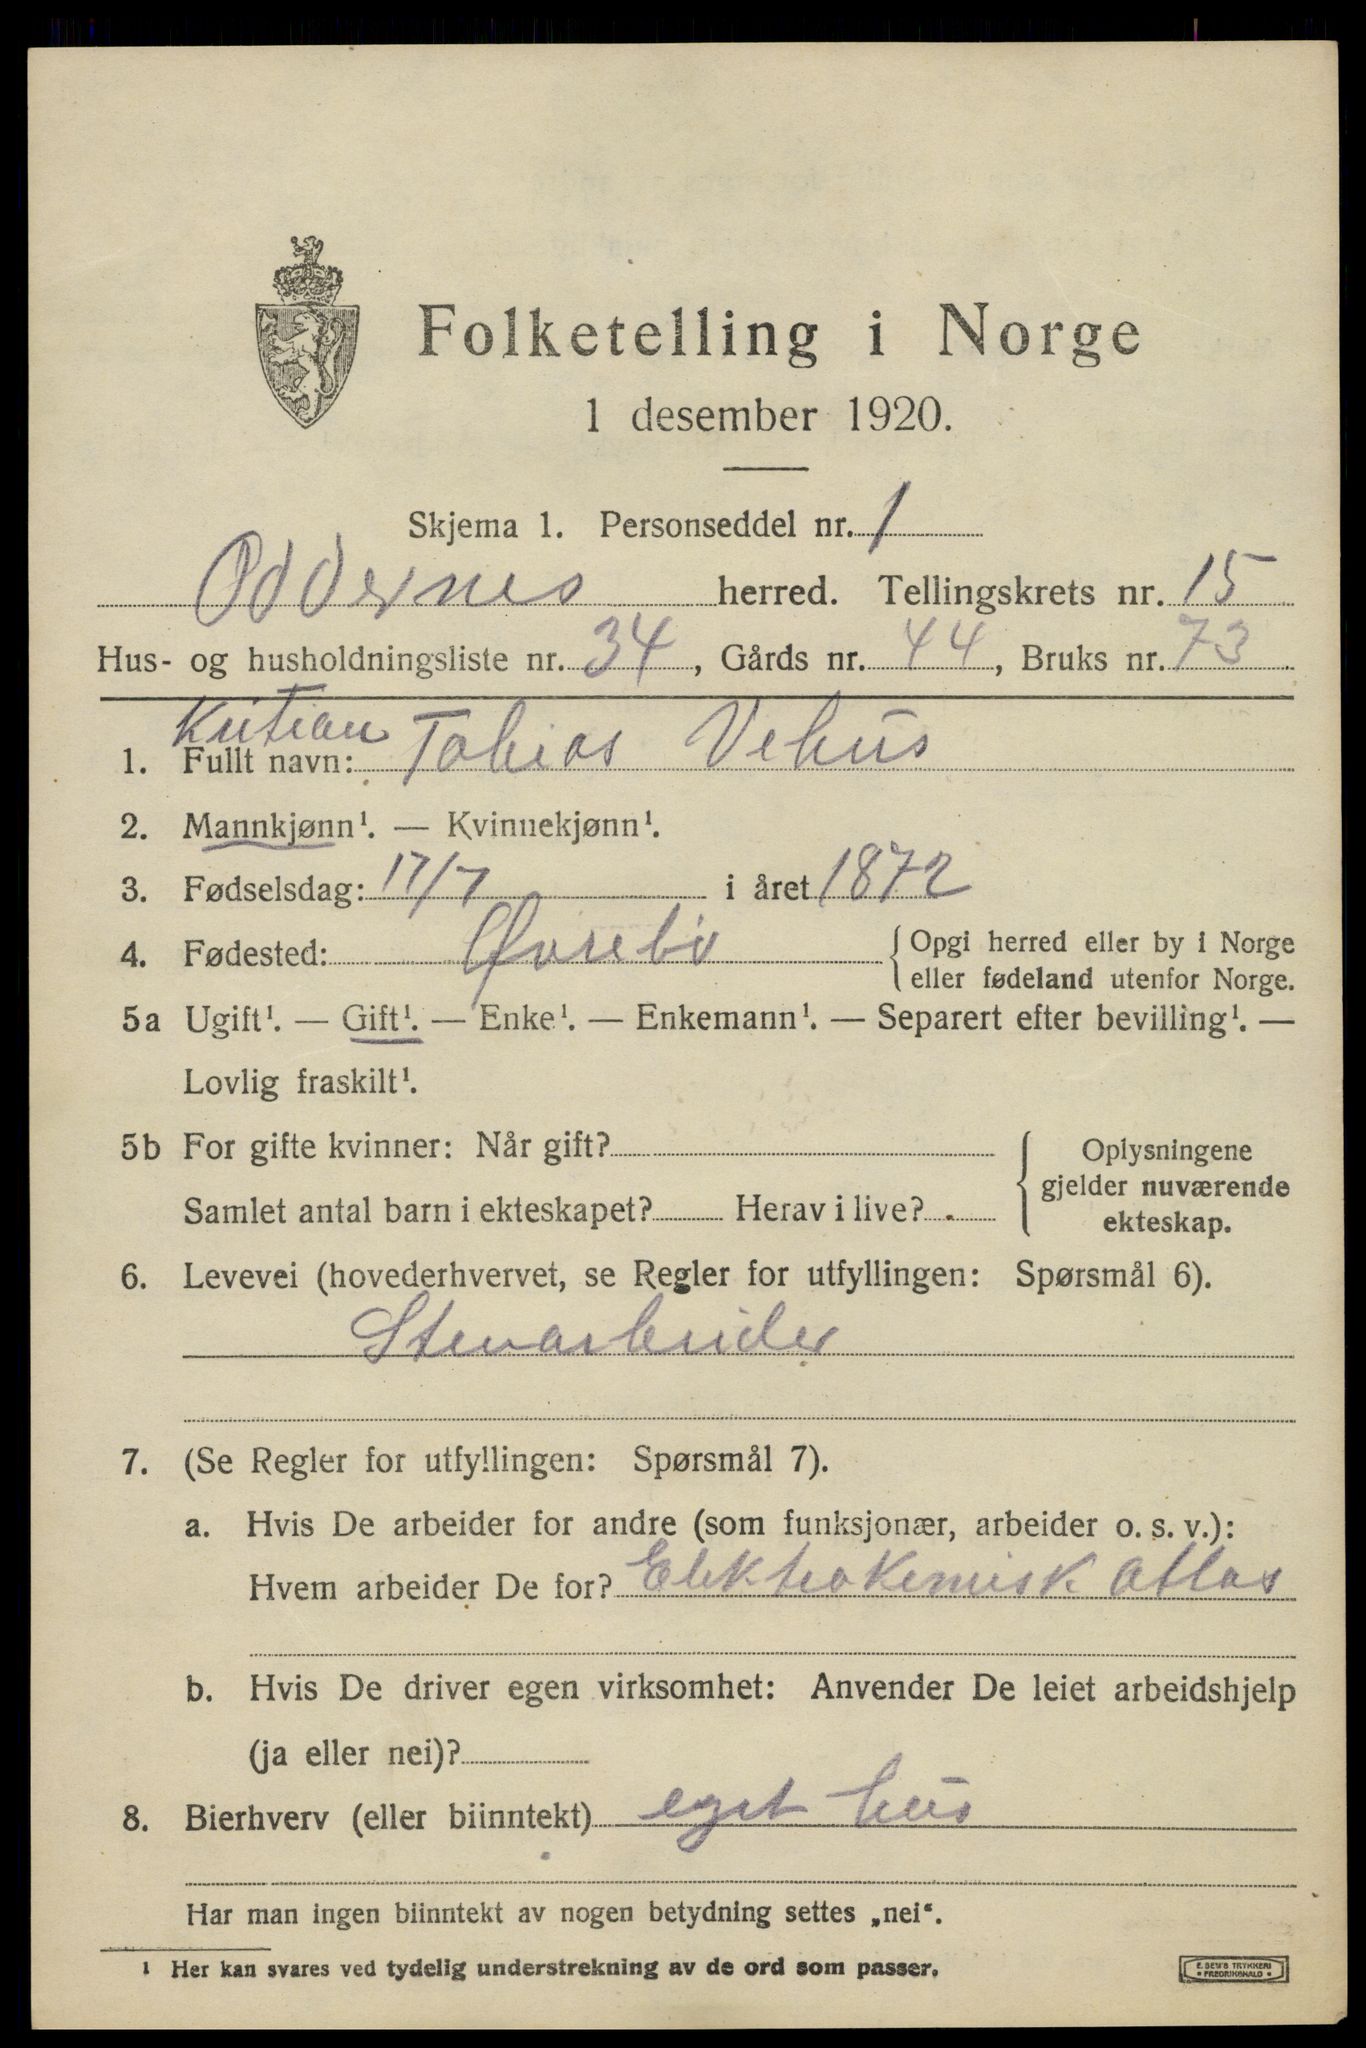 Folketelling i Norge
1 desember 1920.
Skjema 1. Personseddel nr. 1
Oddernes herred. Tellingskrets nr. 15
Hus- og husholdningsliste nr. 34, Gårds nr. 44, Bruks nr. 73
Kristian
1. Fullt navn: Tobias Vehus
2. Mannkjønn¹. — Kvinnekjønn¹.
3. Fødselsdag: 17/7 i året 1872
4. Fødested: Øvrebö {Opgi herred eller by i Norge
eller fødeland utenfor Norge.
5a Ugift¹. — Gift¹. — Enke¹. — Enkemann¹. — Separert efter bevilling¹. —
Lovlig fraskilt¹.
5b For gifte kvinner: Når gift?
Samlet antal barn i ekteskapet? Herav i live?
{Oplysningene
gjelder nuværende
ekteskap.
6. Levevei (hovederhvervet, se Regler for utfyllingen: Spørsmål 6).
Stenarbeider
7. (Se Regler for utfyllingen: Spørsmål 7).
a. Hvis De arbeider for andre (som funksjonær, arbeider o. s. v.):
Hvem arbeider De for? Elektrokemisk Atlas
b. Hvis De driver egen virksomhet: Anvender De leiet arbeidshjelp
(ja eller nei)?
8. Bierhverv (eller biinntekt) eget hus
Har man ingen biinntekt av nogen betydning settes „nei“.
¹ Her kan svares ved tydelig understrekning av de ord som passer.
E. SEM'S TRYKKERI
• FREDRIKSHALD •